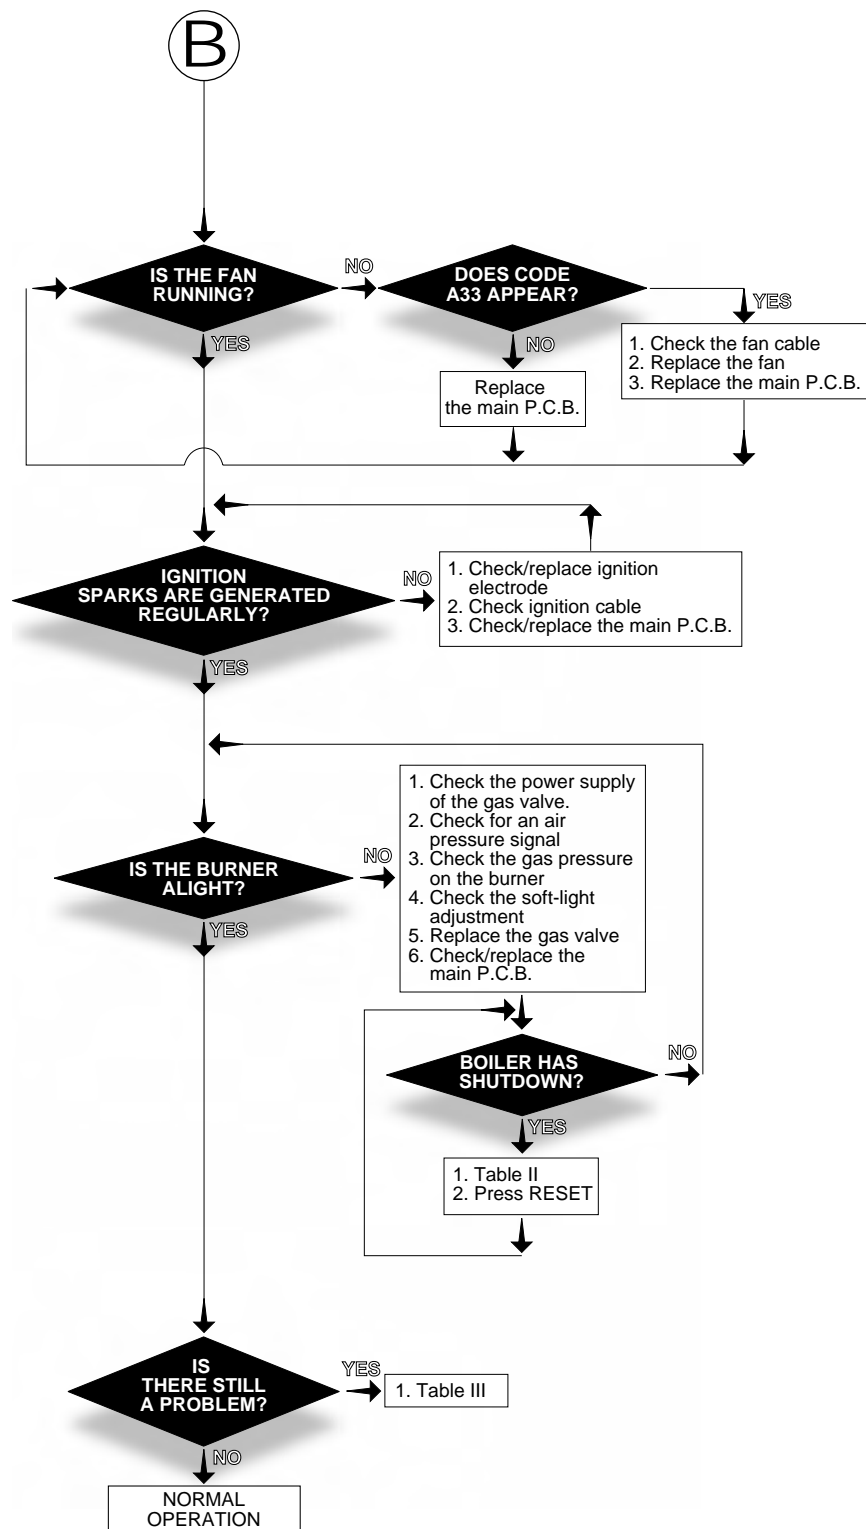 B
IS THE FAN
RUNNING?
NO
DOES CODE
A33 APPEAR?
YES
YES
NO
1. Check the fan cable
2. Replace the fan
3. Replace the main P.C.B.
Replace
the main P.C.B.
IGNITION
SPARKS ARE GENERATED
REGULARLY?
NO
1. Check/replace ignition
electrode
2. Check ignition cable
3. Check/replace the main P.C.B.
YES
IS THE BURNER
ALIGHT?
NO
1. Check the power supply
of the gas valve.
2. Check for an air
pressure signal
3. Check the gas pressure
on the burner
4. Check the soft-light
adjustment
5. Replace the gas valve
6. Check/replace the
main P.C.B.
YES
BOILER HAS
SHUTDOWN?
NO
YES
1. Table II
2. Press RESET
IS
THERE STILL
A PROBLEM?
YES
1. Table III
NO
NORMAL
OPERATION